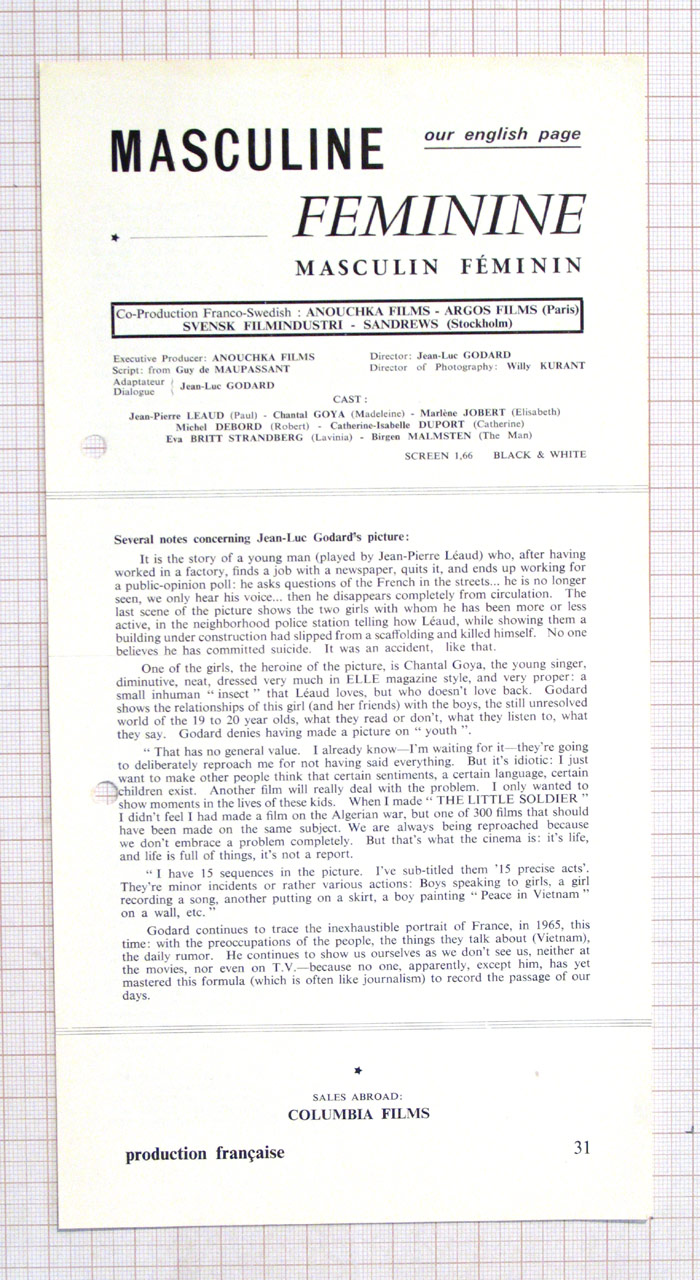 MASCULINE our english page
FEMININE
MASCULIN FÉMININ
Co-Production Franco-Swedish : ANOUCHKA FILMS - ARGOS FILMS (Paris)
SVENSK FILMINDUSTRI - SANDREWS (Stockholm)
Executive Producer: ANOUCHKA FILMS
Script: from Guy de MAUPASSANT
Adaptateur
Dialogue
Jean-Luc GODARD
Director: Jean-Luc GODARD
Director of Photography: Willy KURANT
CAST :
Jean-Pierre LEAUD (Paul) - Chantal GOYA (Madeleine) - Marlène JOBERT (Elisabeth)
Michel DEBORD (Robert) - Catherine-Isabelle DUPORT (Catherine)
Eva BRITT STRANDBERG (Lavinia) - Birgen MALMSTEN (The Man)
SCREEN 1,66 BLACK & WHITE
Several notes concerning Jean-Luc Godard's picture:
It is the story of a young man (played by Jean-Pierre Léaud) who, after having
worked in a factory, finds a job with a newspaper, quits it, and ends up working for
a public-opinion poll: he asks questions of the French in the streets... he is no longer
seen, we only hear his voice... then he disappears completely from circulation. The
last scene of the picture shows the two girls with whom he has been more or less
active, in the neighborhood police station telling how Léaud, while showing them a
building under construction had slipped from a scaffolding and killed himself. No one
believes he has committed suicide. It was an accident, like that.
One of the girls, the heroine of the picture, is Chantal Goya, the young singer,
diminutive, neat, dressed very much in ELLE magazine style, and very proper: a
small inhuman “ insect ” that Léaud loves, but who doesn't love back. Godard
shows the relationships of this girl (and her friends) with the boys, the still unresolved
world of the 19 to 20 year olds, what they read or don't, what they listen to, what
they say. Godard denies having made a picture on “ youth ”.
“ That has no general value. I already know—I'm waiting for it—they're going
to deliberately reproach me for not having said everything. But it's idiotic: I just
want to make other people think that certain sentiments, a certain language, certain
children exist. Another film will really deal with the problem. I only wanted to
show moments in the lives of these kids. When I made “ THE LITTLE SOLDIER ”
I didn't feel I had made a film on the Algerian war, but one of 300 films that should
have been made on the same subject. We are always being reproached because
we don't embrace a problem completely. But that's what the cinema is: it's life,
and life is full of things, it's not a report.
“ I have 15 sequences in the picture. I've sub-titled them '15 precise acts'.
They're minor incidents or rather various actions: Boys speaking to girls, a girl
recording a song, another putting on a skirt, a boy painting “ Peace in Vietnam ”
on a wall, etc. ”
Godard continues to trace the inexhaustible portrait of France, in 1965, this
time: with the preoccupations of the people, the things they talk about (Vietnam),
the daily rumor. He continues to show us ourselves as we don't see us, neither at
the movies, nor even on T.V.—because no one, apparently, except him, has yet
mastered this formula (which is often like journalism) to record the passage of our
days.
SALES ABROAD:
COLUMBIA FILMS
production française 31